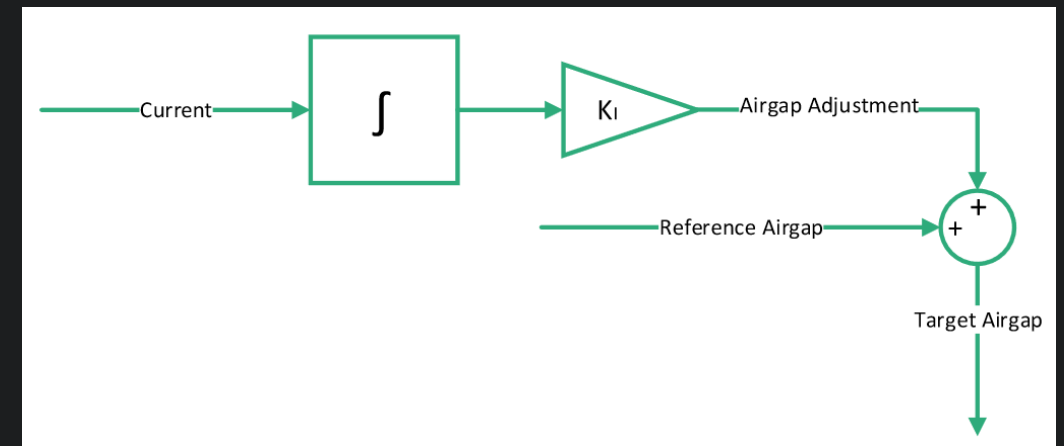 Current
∫
KI
Airgap Adjustment
+
Reference Airgap
+
Target Airgap